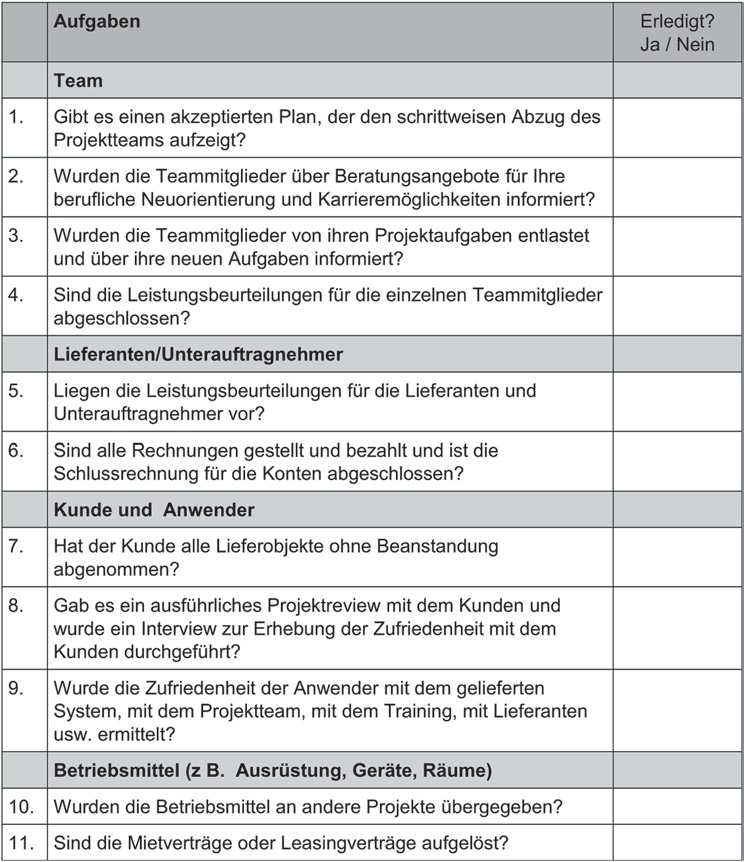 Aufgaben
Erledigt?
Ja / Nein
Team
1. Gibt es einen akzeptierten Plan, der den schrittweisen Abzug des
Projektteams aufzeigt?
2. Wurden die Teammitglieder über Beratungsangebote für Ihre
berufliche Neuorientierung und Karrieremöglichkeiten informiert?
3. Wurden die Teammitglieder von ihren Projektaufgaben entlastet
und über ihre neuen Aufgaben informiert?
4. Sind die Leistungsbeurteilungen für die einzelnen Teammitglieder
abgeschlossen?
Lieferanten/Unterauftragnehmer
5. Liegen die Leistungsbeurteilungen für die Lieferanten und
Unterauftragnehmer vor?
6. Sind alle Rechnungen gestellt und bezahlt und ist die
Schlussrechnung für die Konten abgeschlossen?
Kunde und Anwender
7. Hat der Kunde alle Lieferobjekte ohne Beanstandung
abgenommen?
8. Gab es ein ausführliches Projektreview mit dem Kunden und
wurde ein Interview zur Erhebung der Zufriedenheit mit dem
Kunden durchgeführt?
9. Wurde die Zufriedenheit der Anwender mit dem gelieferten
System, mit dem Projektteam, mit dem Training, mit Lieferanten
usw. ermittelt?
Betriebsmittel (z B. Ausrüstung, Geräte, Räume)
10. Wurden die Betriebsmittel an andere Projekte übergegeben?
11. Sind die Mietverträge oder Leasingverträge aufgelöst?